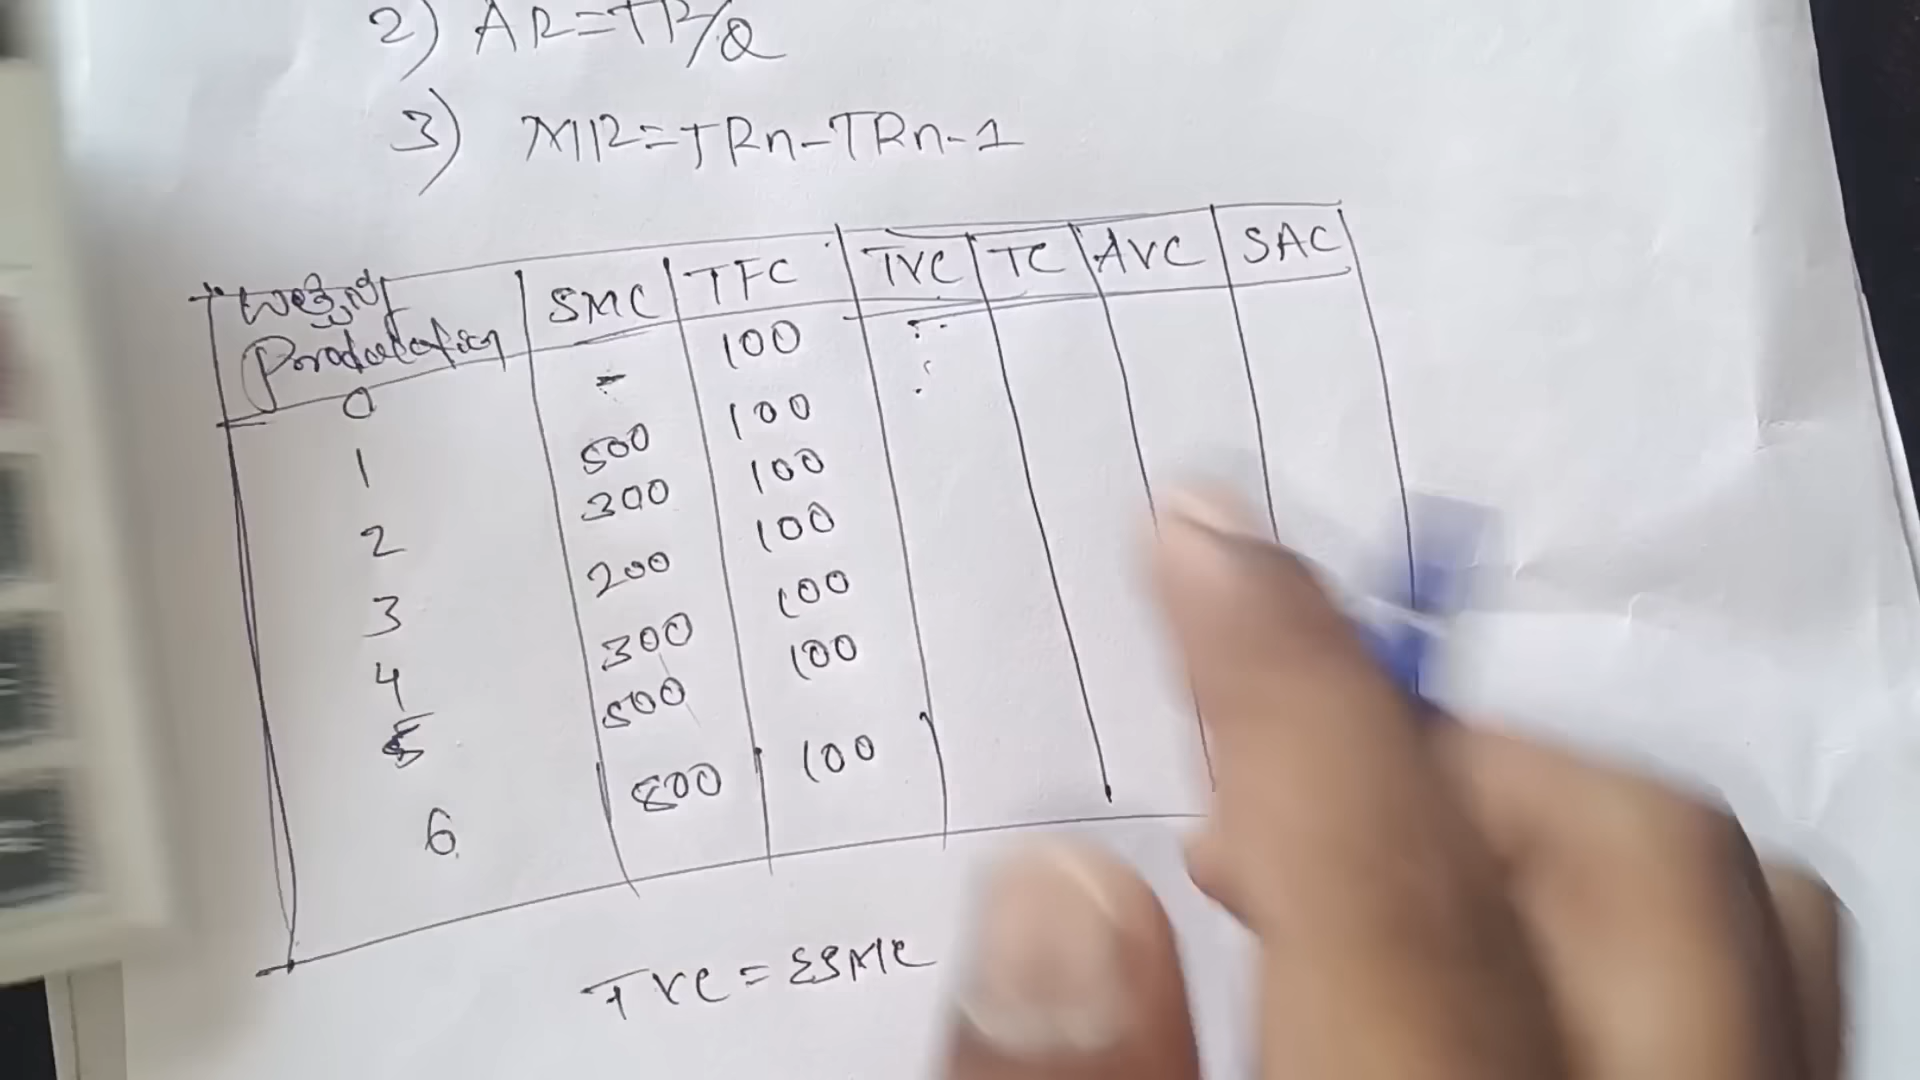 2) AR=TR/Q
3) MR=TRn-TRn-1
SMC TFC TVC TC AVC SAC
Production
0 - 100
1 500 100
2 300 100
3 200 100
4 300 100
5 500 100
6 800 100
TVC = ΣSMC